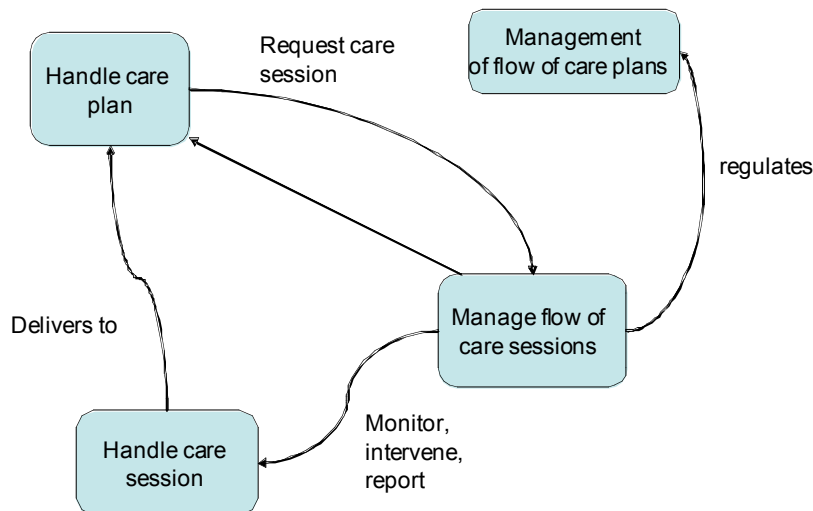 Request care
session
Management
of flow of care plans
Handle care
plan
regulates
Manage flow of
care sessions
Delivers to
Monitor,
intervene,
report
Handle care
session